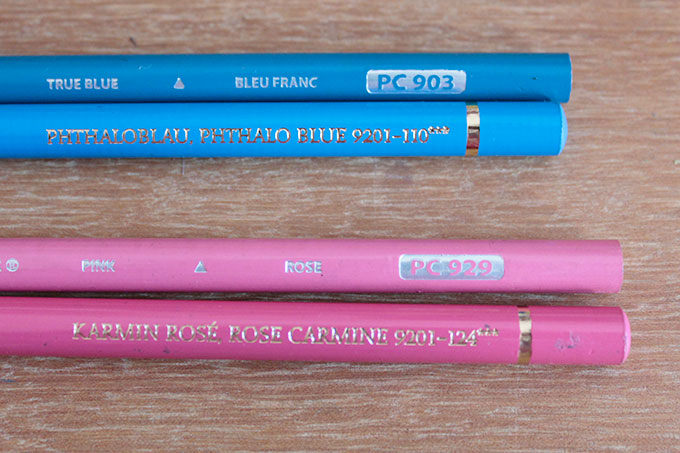 TRUE BLUE ▲ BLEU FRANC PC 903
PHTHALOBLAU, PHTHALO BLUE 9201-110***
® PINK ▲ ROSE PC 929
KARMIN ROSÉ, ROSE CARMINE 9201-124***